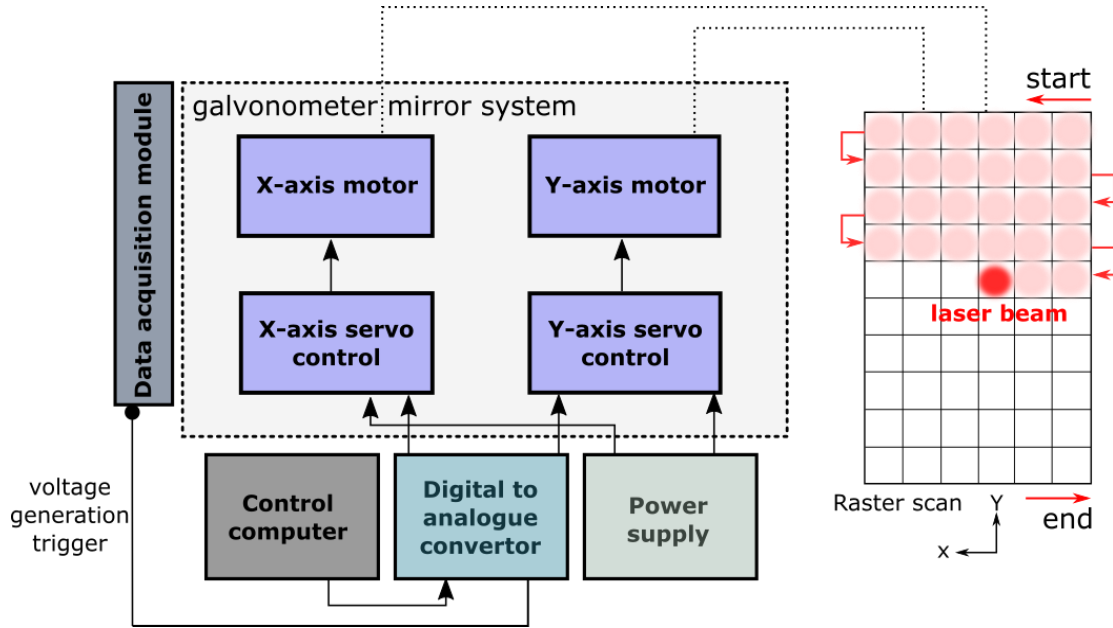 Data acquisition module
galvonometer mirror system
X-axis motor
Y-axis motor
X-axis servo
control
Y-axis servo
control
voltage
generation
trigger
Control
computer
Digital to
analogue
convertor
Power
supply
start
laser beam
Raster scan
Y
x
end